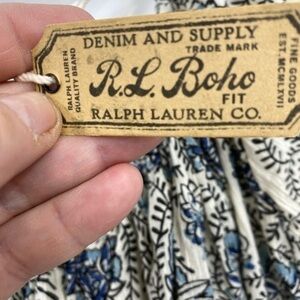 DENIM AND SUPPLY
TRADE MARK
R.L. Boho
FIT
RALPH LAUREN CO.
RALPH LAUREN
QUALITY BRAND
FINE GOODS
EST. MCMLXVII